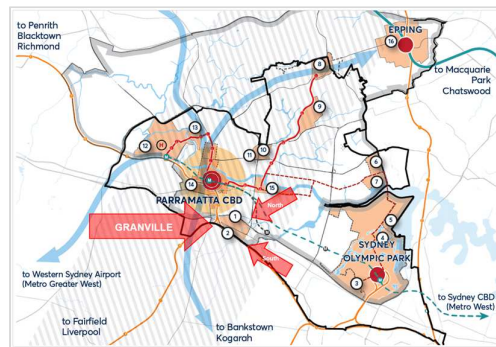 to Penrith
Blacktown
Richmond
EPPING
16
8
to Macquarie
Park
Chatswood
9
13
12
H
10
11
6
7
14
15
PARRAMATTA CBD
North
GRANVILLE
1
2
South
5
4
SYDNEY
OLYMPIC PARK
3
to Western Sydney Airport
(Metro Greater West)
to Sydney CBD
(Metro West)
to Fairfield
Liverpool
to Bankstown
Kogarah